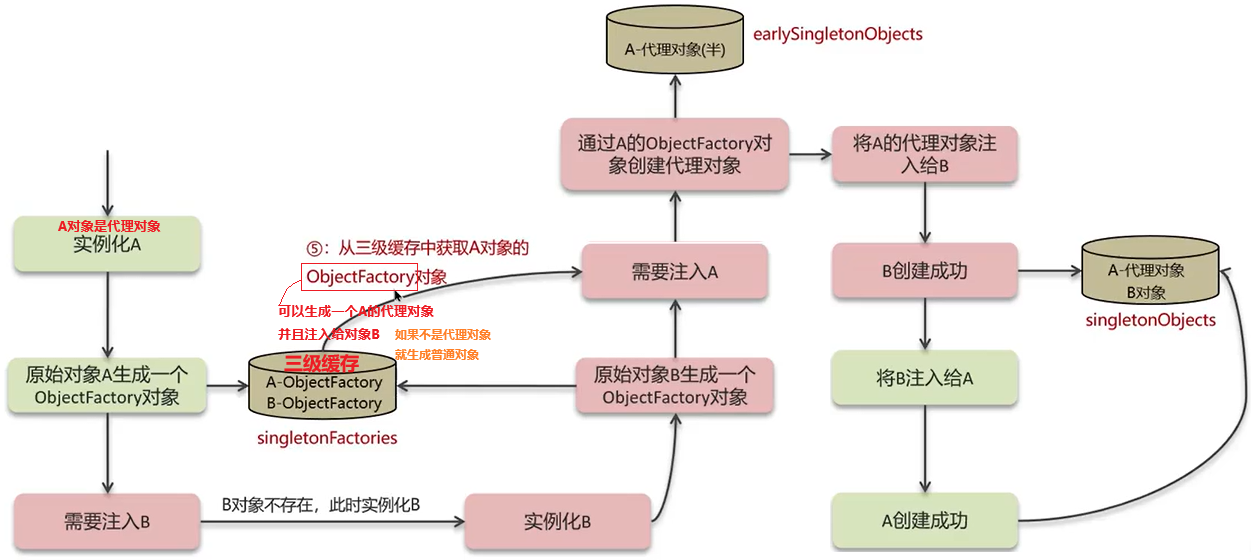 A-代理对象(半)
earlySingletonObjects
通过A的ObjectFactory对
象创建代理对象
将A的代理对象注
入给B
A对象是代理对象
实例化A
⑤：从三级缓存中获取A对象的
ObjectFactory对象
可以生成一个A的代理对象
并且注入给对象B
如果不是代理对象
就生成普通对象
需要注入A
B创建成功
A-代理对象
B对象
singletonObjects
原始对象A生成一个
ObjectFactory对象
三级缓存
A-ObjectFactory
B-ObjectFactory
singletonFactories
原始对象B生成一个
ObjectFactory对象
将B注入给A
需要注入B
B对象不存在，此时实例化B
实例化B
A创建成功